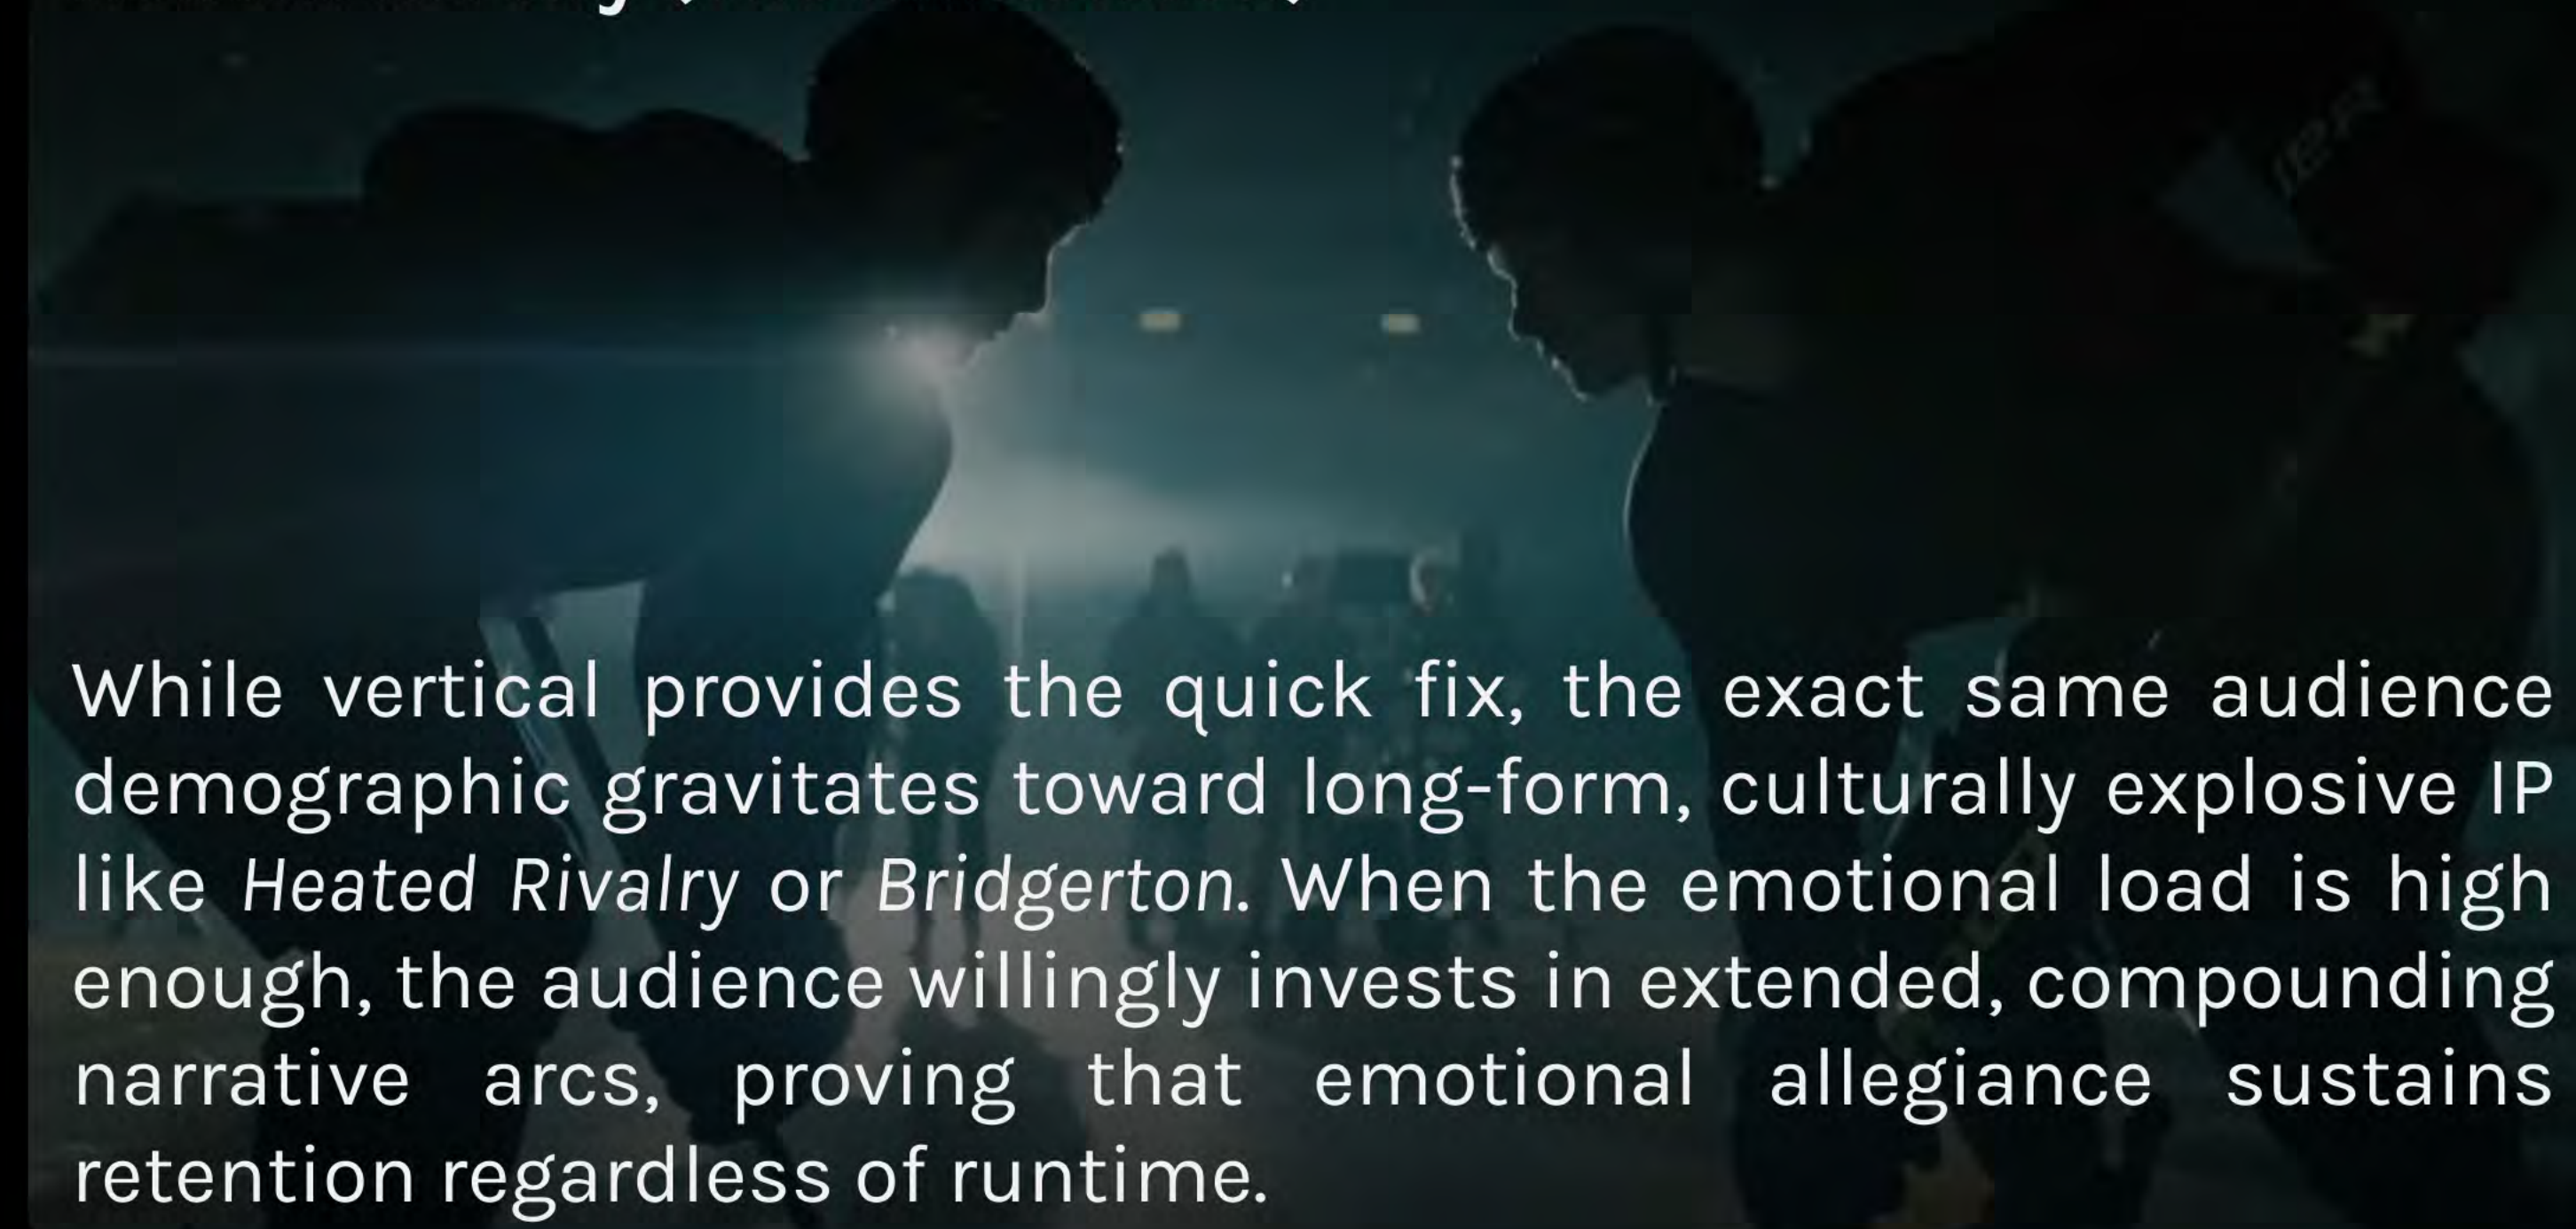 While vertical provides the quick fix, the exact same audience
demographic gravitates toward long-form, culturally explosive IP
like Heated Rivalry or Bridgerton. When the emotional load is high
enough, the audience willingly invests in extended, compounding
narrative arcs, proving that emotional allegiance sustains
retention regardless of runtime.